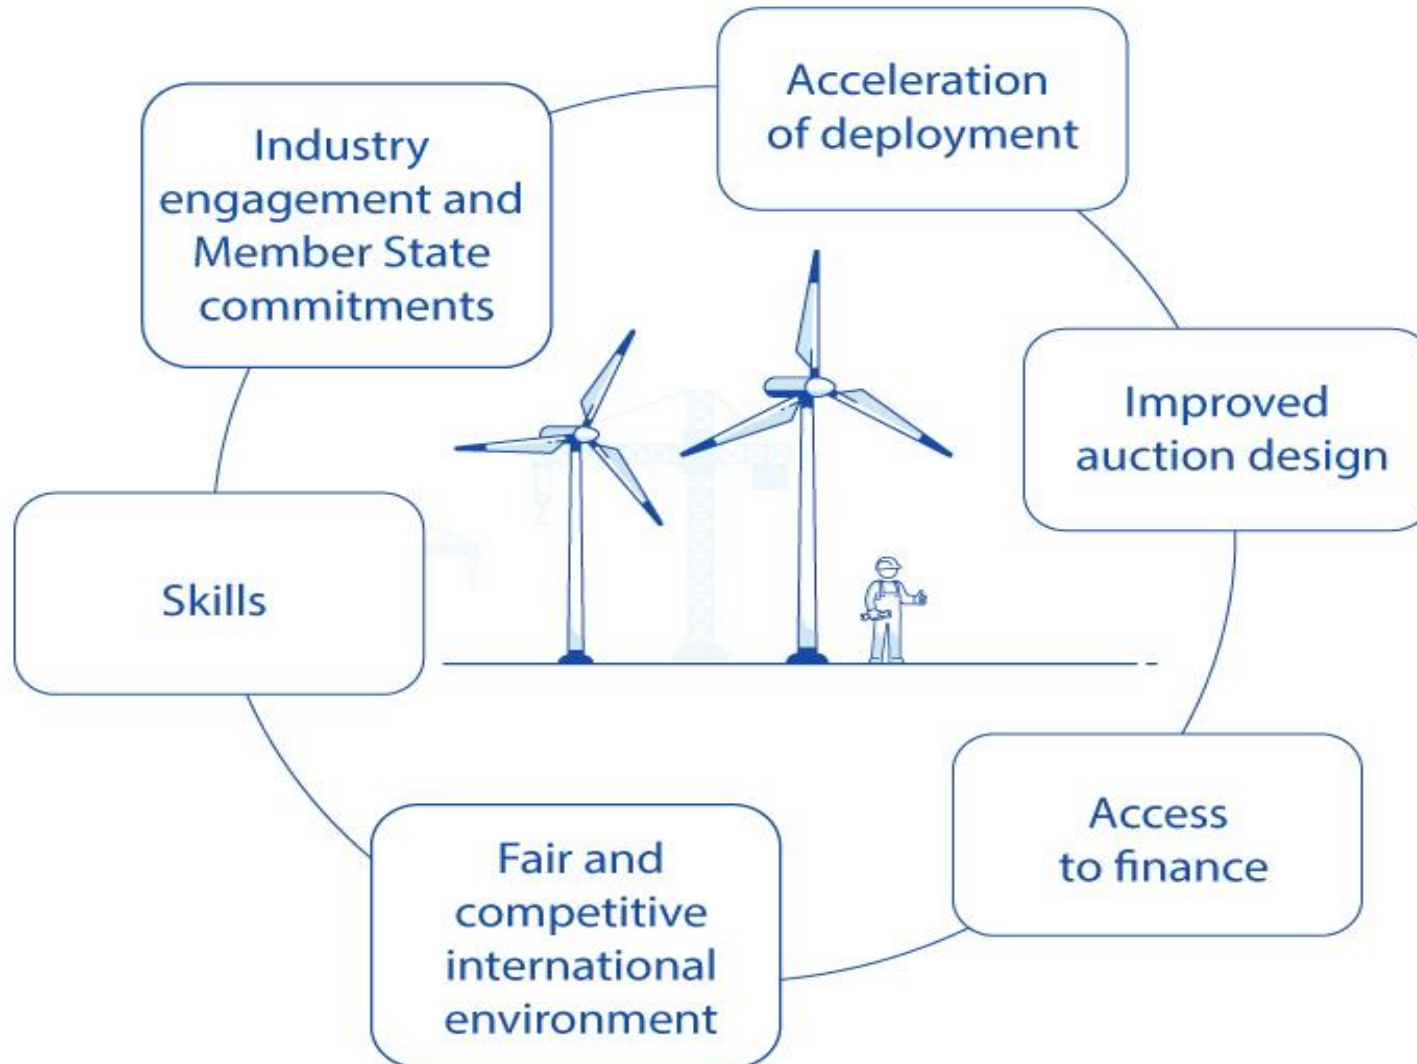 Acceleration
of deployment
Industry
engagement and
Member State
commitments
Improved
auction design
Skills
Access
to finance
Fair and
competitive
international
environment